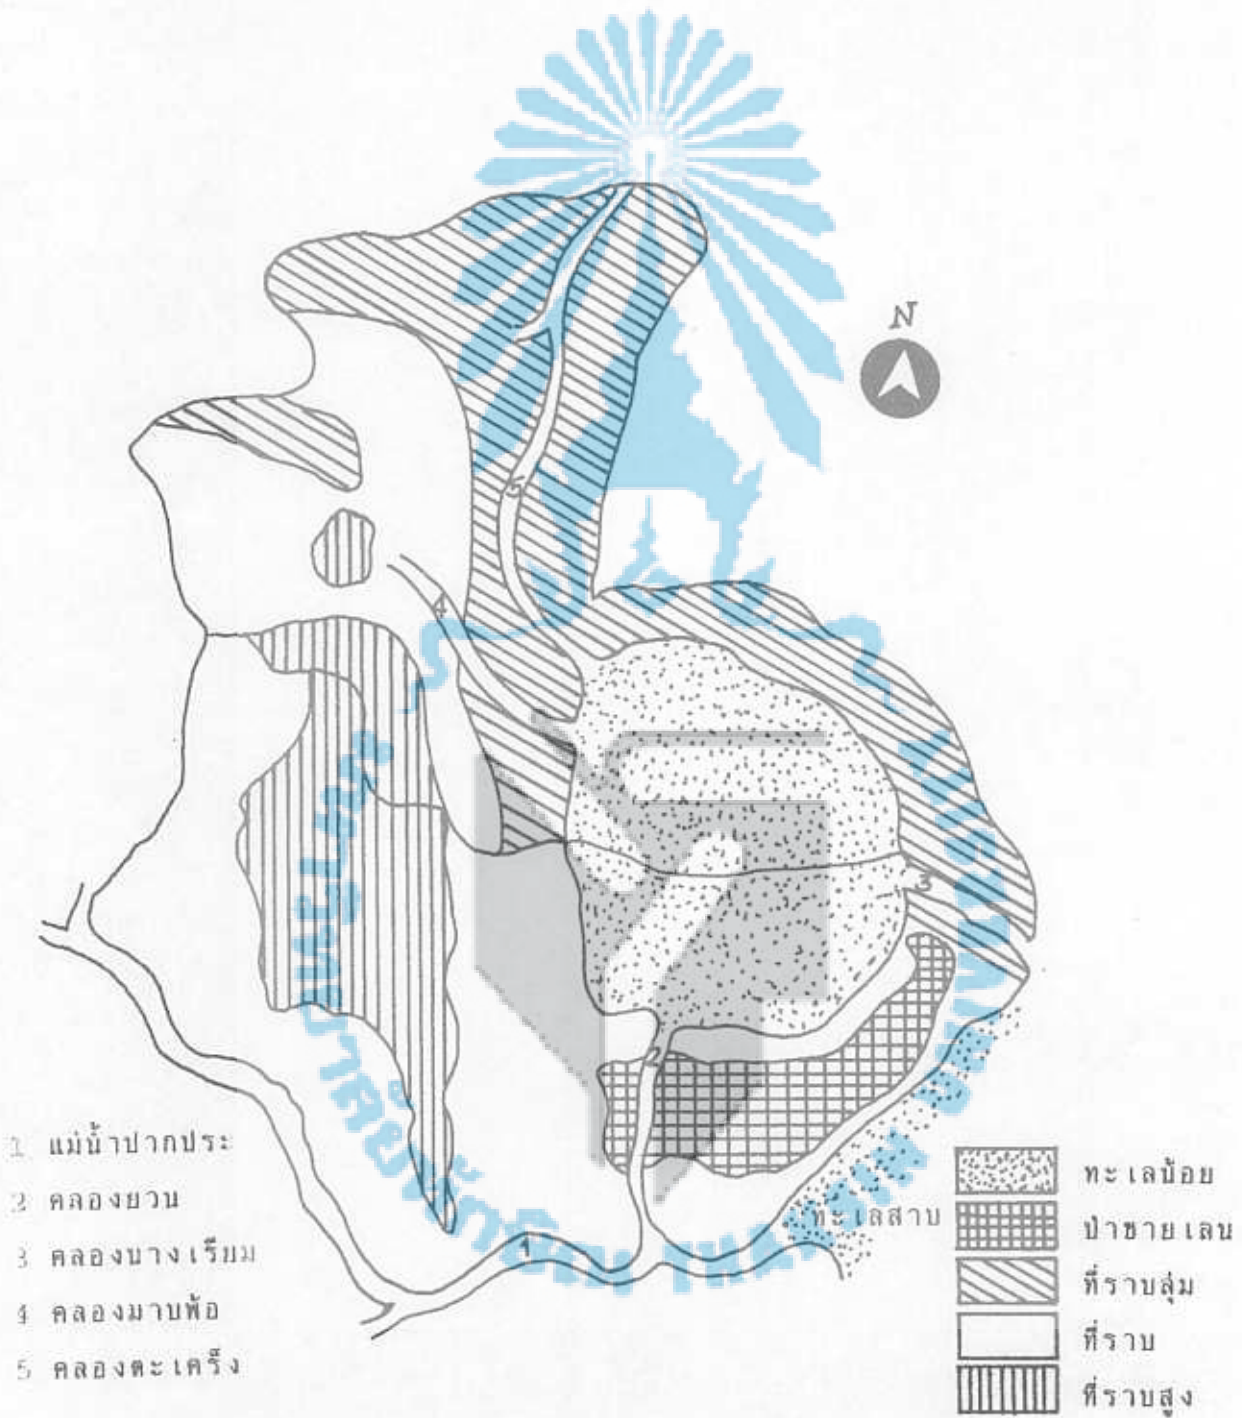 N
5
4
3
2
1
ทะเลสาบ
1 แม่น้ำปากประ
2 คลองยวน
3 คลองบางเรียม
4 คลองมาบพ้อ
5 คลองตะเคร็ง
ทะเลน้อย
ป่าชายเลน
ที่ราบลุ่ม
ที่ราบ
ที่ราบสูง